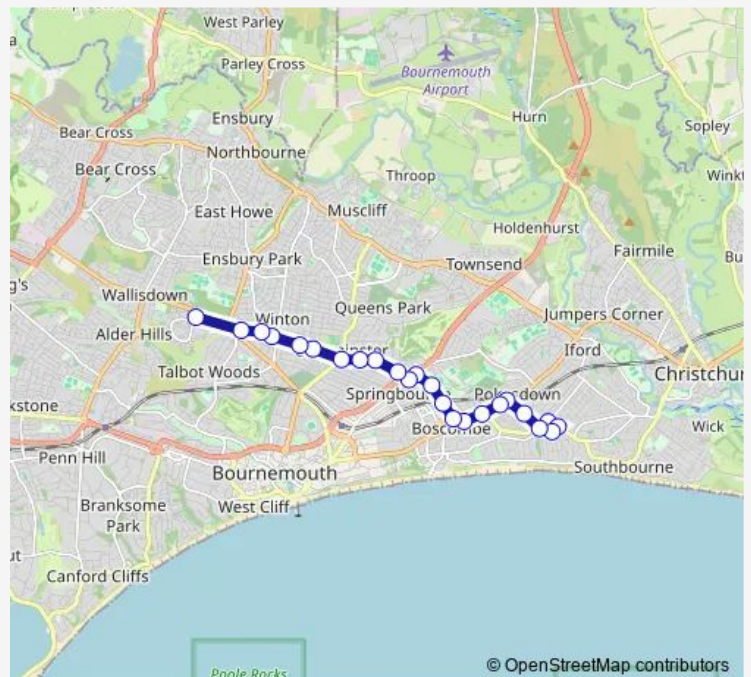 West Parley
Parley Cross
Bournemouth
Airport
Ensbury
Hurn
Bear Cross
Sopley
Northbourne
Bear Cross
Throop
East Howe
Muscliff
Holdenhurst
Fairmile
Ensbury Park
Townsend
Wallisdown
Queens Park
Jumpers Corner
Winton
Alder Hills
Iford
Talbot Woods
Christchur
Springbou
Pokesdown
Boscombe
Wick
Penn Hill
Bournemouth
Southbourne
Branksome
Park
West Cliff
Canford Cliffs
Poole Rocks
© OpenStreetMap contributors